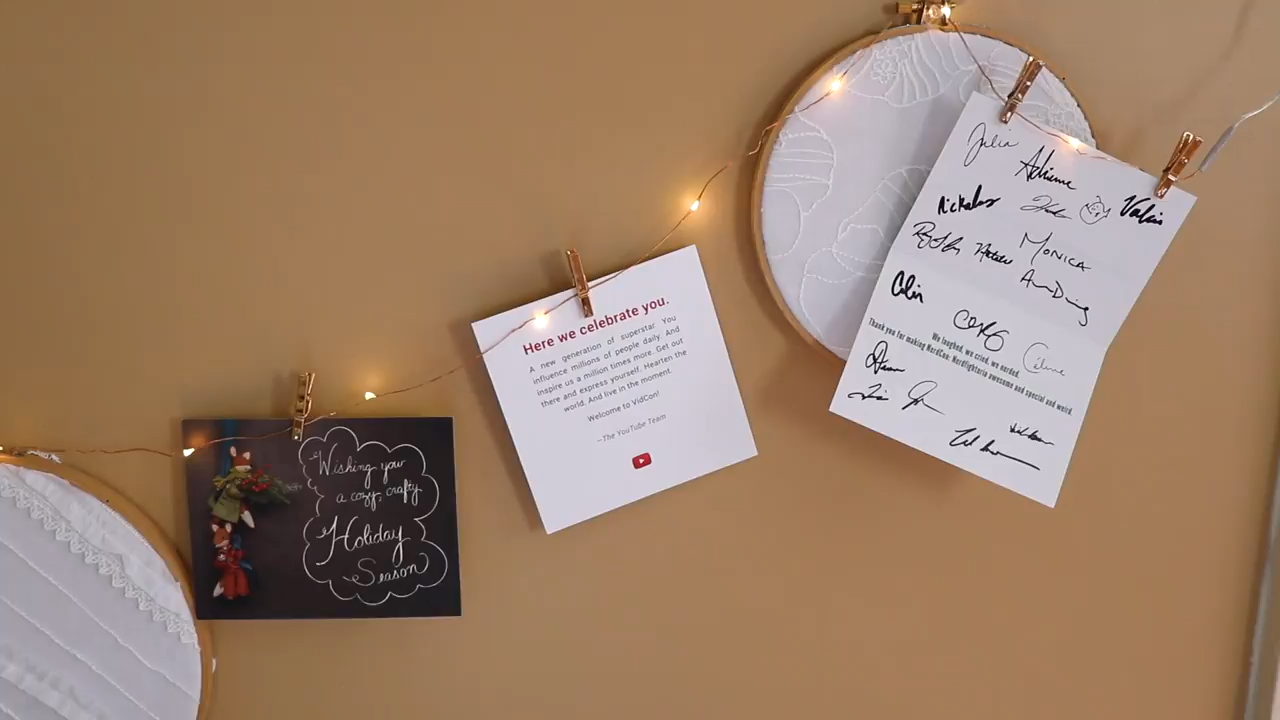 Wishing you
a cozy, crafty
Holiday
Season
Here we celebrate you.
A new generation of superstar. You
influence millions of people daily. And
inspire us a million times more. Get out
there and express yourself. Hearten the
world. And live in the moment.
Welcome to VidCon!
–The YouTube Team
Julia
Adrienne
Nickolas
Valin
Natalie
MONICA
Colin
We laughed, we cried, we nerded.
Thank you for making NerdCon: Nerdfighteria awesome and special and weird.